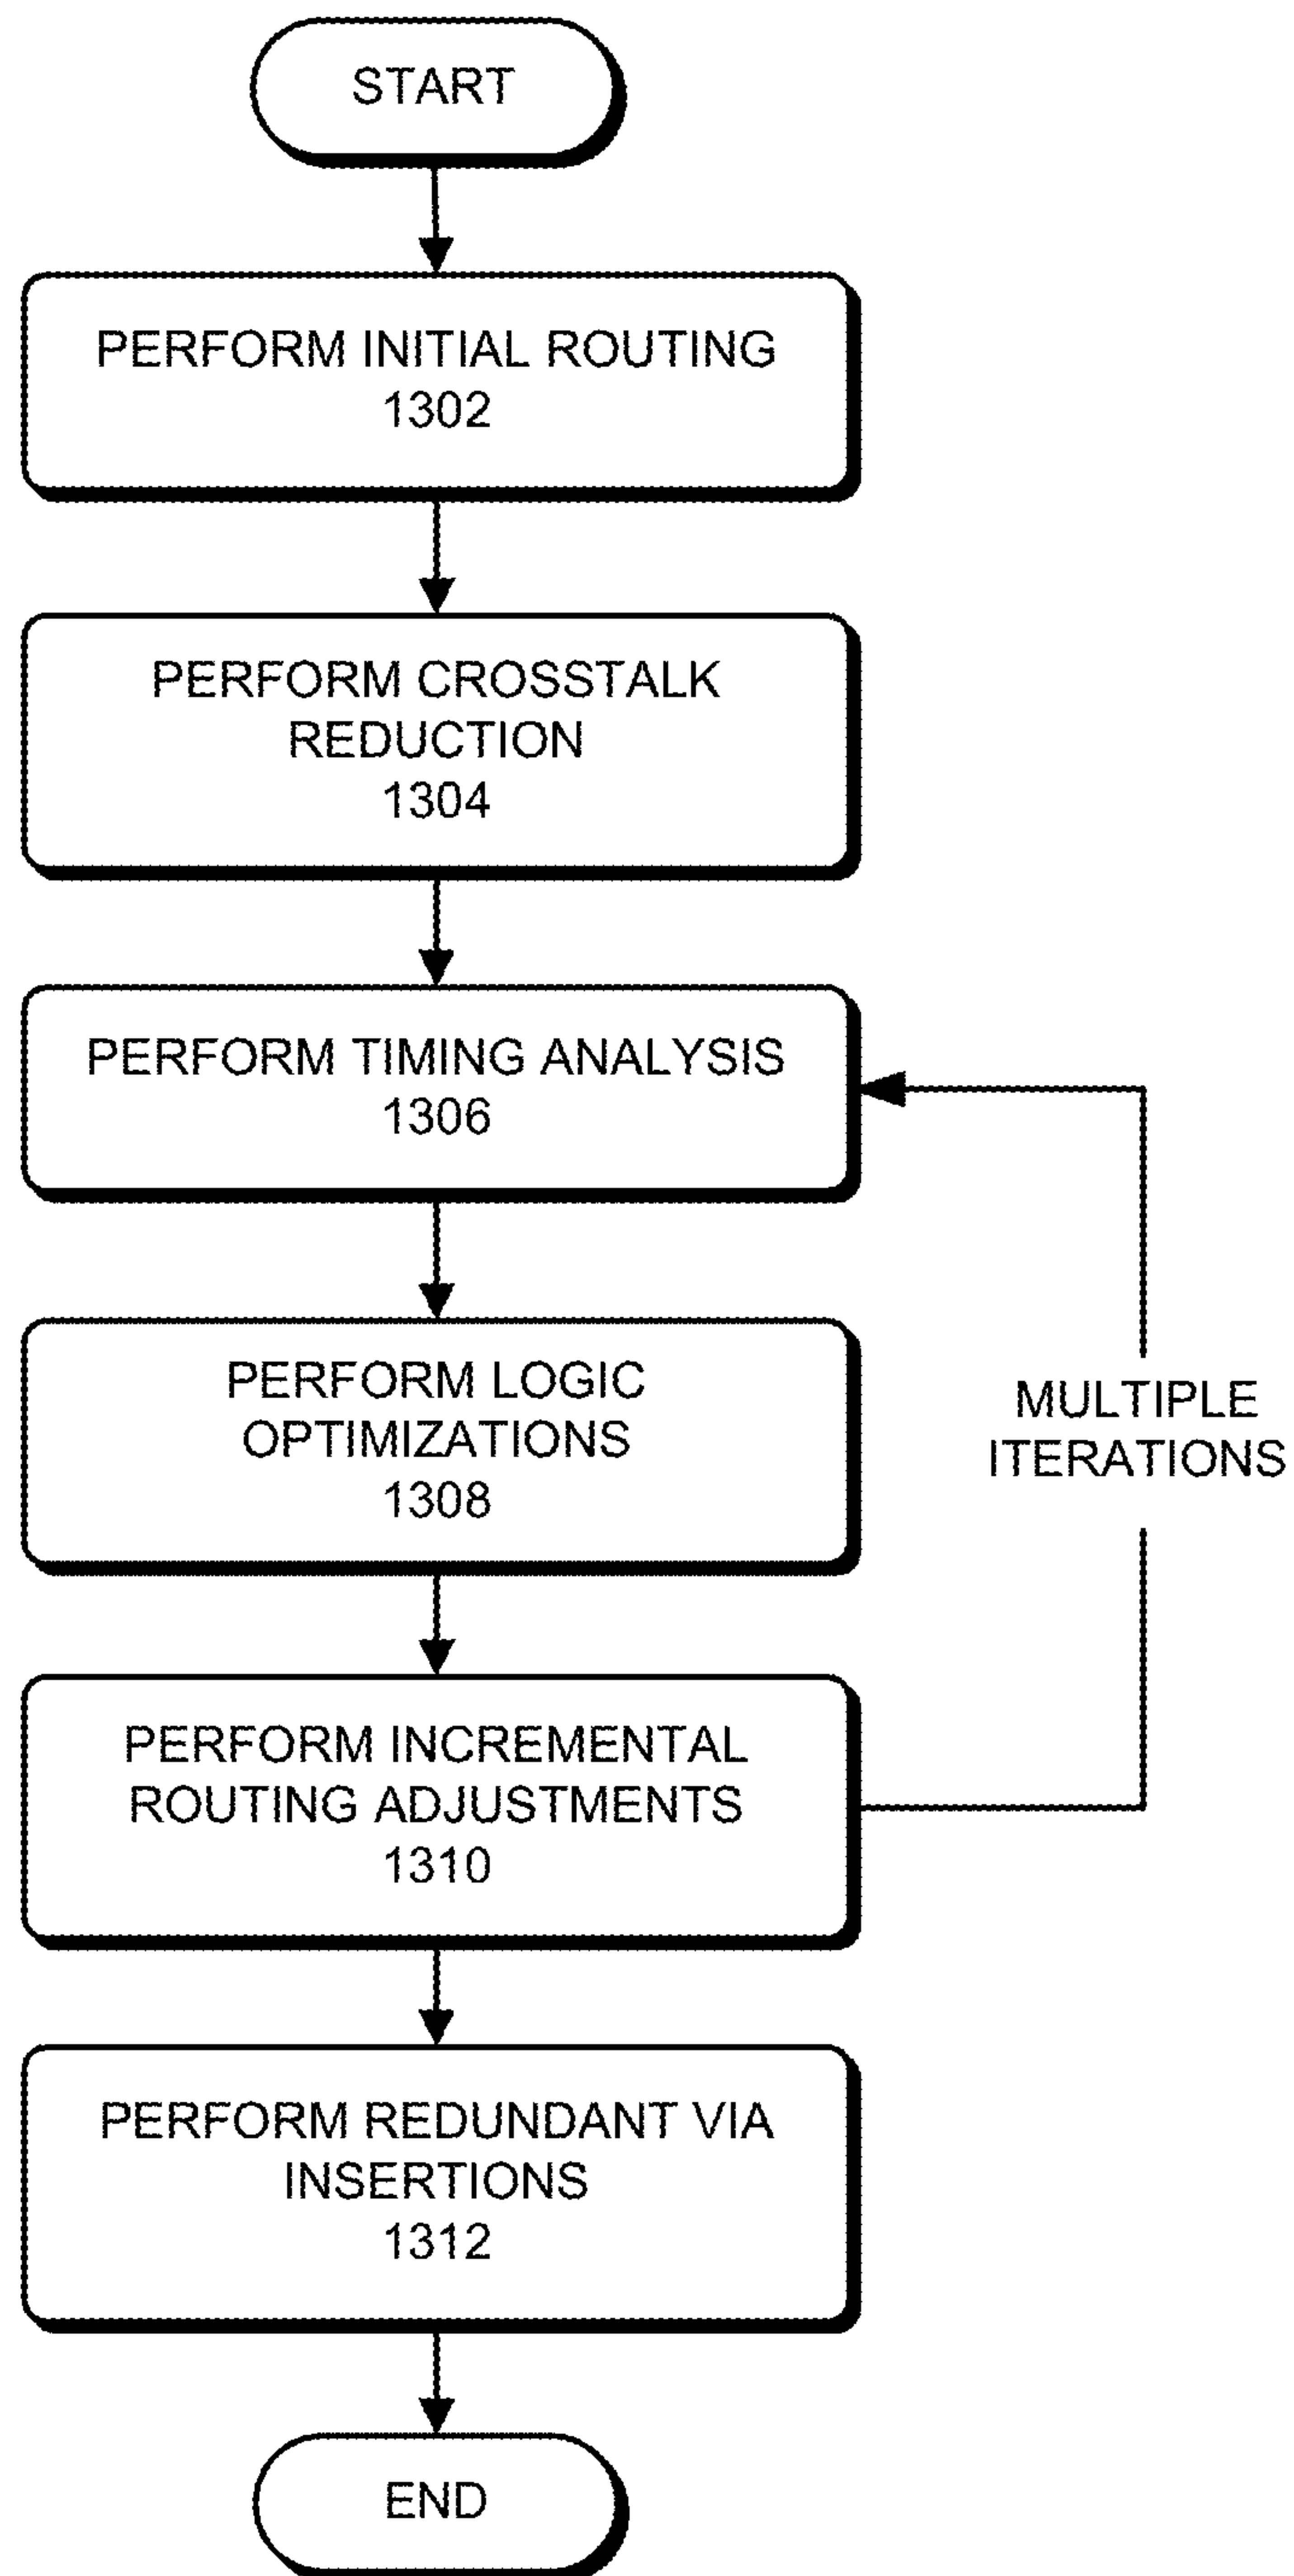 START
PERFORM INITIAL ROUTING
1302
PERFORM CROSSTALK
REDUCTION
1304
PERFORM TIMING ANALYSIS
1306
PERFORM LOGIC
OPTIMIZATIONS
1308
MULTIPLE
ITERATIONS
PERFORM INCREMENTAL
ROUTING ADJUSTMENTS
1310
PERFORM REDUNDANT VIA
INSERTIONS
1312
END